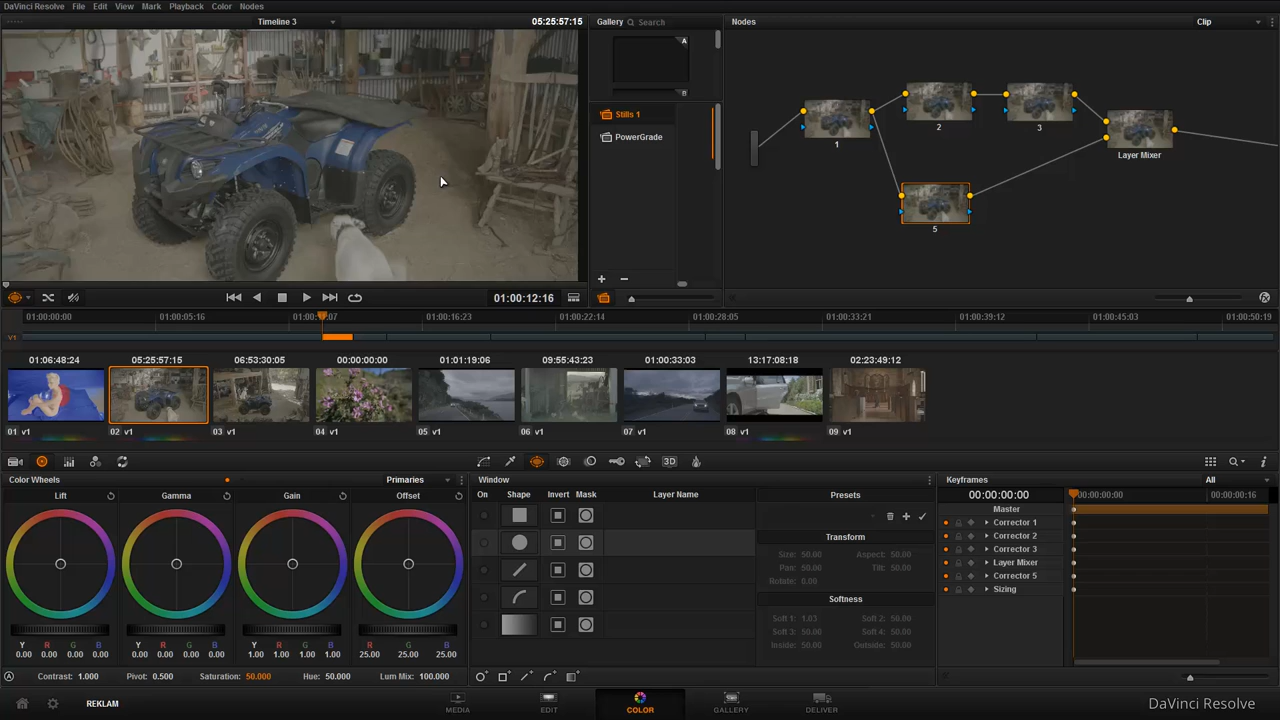 DaVinci Resolve File Edit View Mark Playback Color Nodes
Timeline 3 05:25:57:15 Gallery Search Nodes Clip
A
B
Stills 1
PowerGrade
1
2
3
Layer Mixer
5
01:00:12:16
01:00:00:00 01:00:05:16 01:00:16:23 01:00:22:14 01:00:28:05 01:00:33:21 01:00:39:12 01:00:45:03 01:00:50:19
V1
01:06:48:24 05:25:57:15 06:53:30:05 00:00:00:00 01:01:19:06 09:55:43:23 01:00:33:03 13:17:08:18 02:23:49:12
01 v1 02 v1 03 v1 04 v1 05 v1 06 v1 07 v1 08 v1 09 v1
3D
Color Wheels Primaries Window Keyframes All
Lift Gamma Gain Offset On Shape Invert Mask Layer Name Presets 00:00:00:00 00:00:00:00 00:00:00:16
Master
Corrector 1
Transform Corrector 2
Corrector 3
Size: 50.00 Aspect: 50.00
Pan: 50.00 Tilt: 50.00 Layer Mixer
Rotate: 0.00 Corrector 5
Sizing
Softness
Soft 1: 1.03 Soft 2: 50.00
Soft 3: 50.00 Soft 4: 50.00
Inside: 50.00 Outside: 50.00
Y R G B Y R G B Y R G B R G B
0.00 0.00 0.00 0.00 0.00 0.00 0.00 0.00 1.00 1.00 1.00 1.00 25.00 25.00 25.00
A Contrast: 1.000 Pivot: 0.500 Saturation: 50.000 Hue: 50.000 Lum Mix: 100.000
REKLAM MEDIA EDIT COLOR GALLERY DELIVER DaVinci Resolve